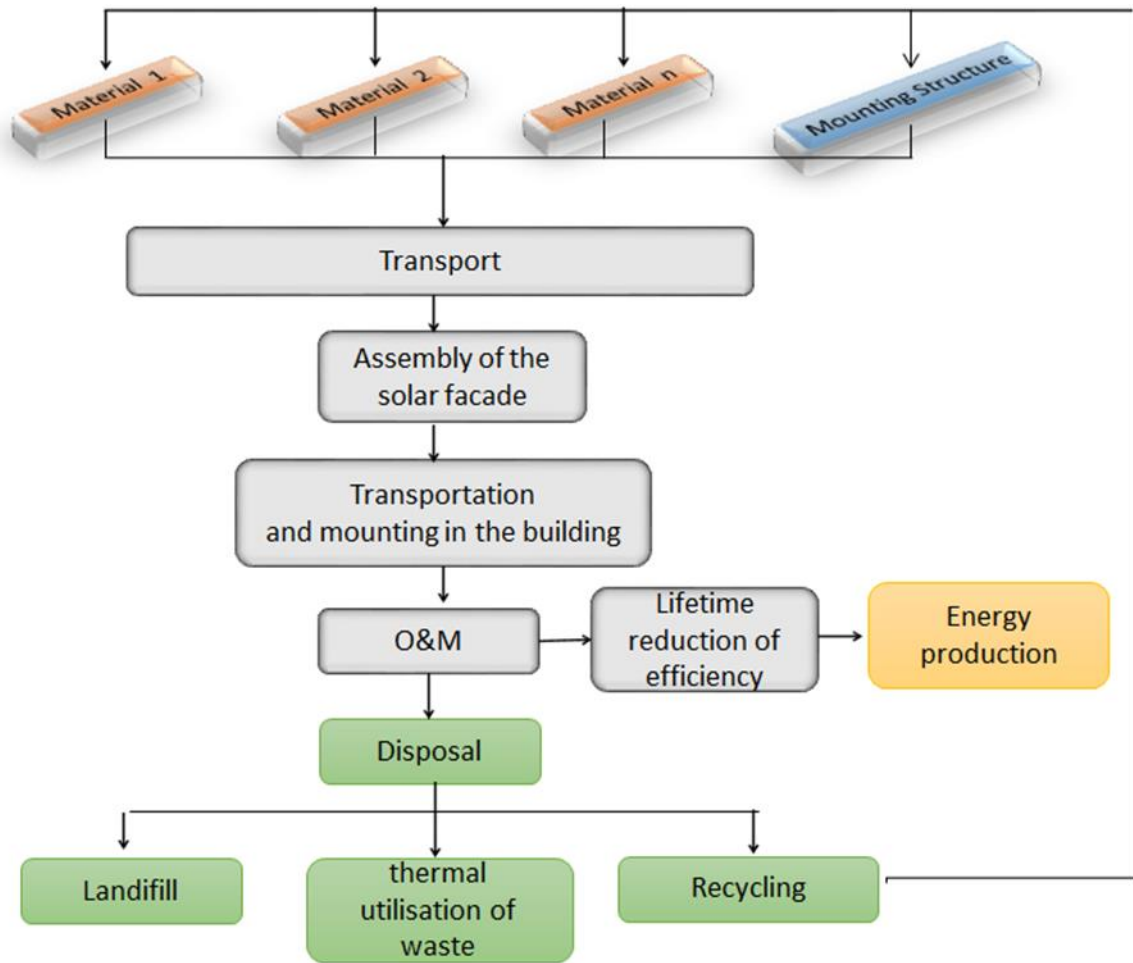 Material 1
Material 2
Material n
Mounting Structure
Transport
Assembly of the
solar facade
Transportation
and mounting in the building
O&M
Lifetime
reduction of
efficiency
Energy
production
Disposal
Landifill
thermal
utilisation of
waste
Recycling